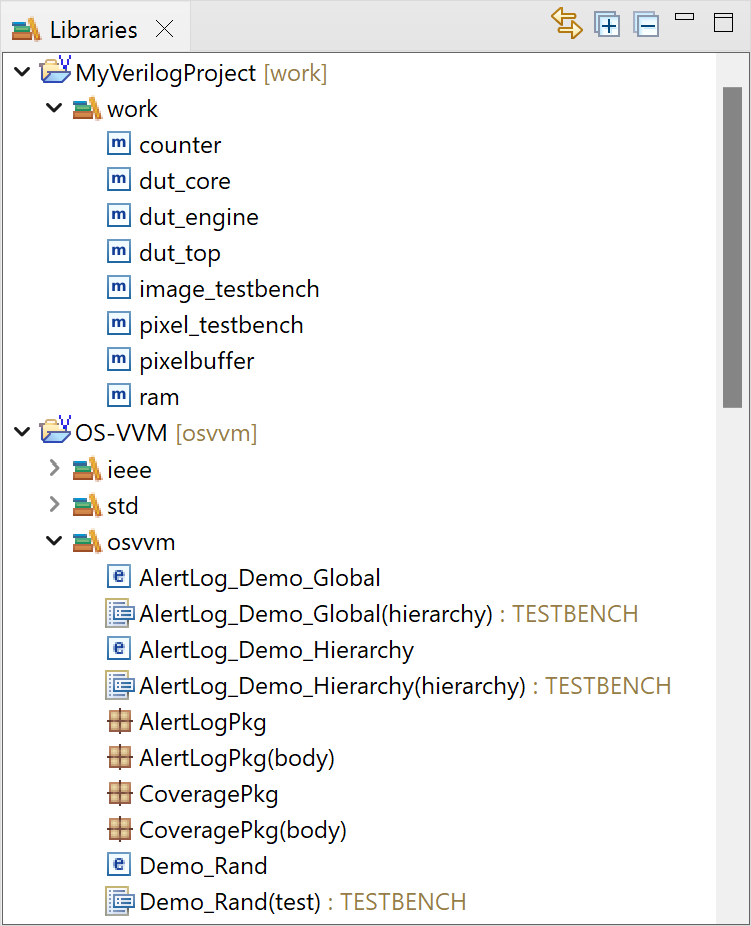 Libraries
MyVerilogProject [work]
work
m counter
m dut_core
m dut_engine
m dut_top
m image_testbench
m pixel_testbench
m pixelbuffer
m ram
OS-VVM [osvvm]
ieee
std
osvvm
e AlertLog_Demo_Global
AlertLog_Demo_Global(hierarchy) : TESTBENCH
e AlertLog_Demo_Hierarchy
AlertLog_Demo_Hierarchy(hierarchy) : TESTBENCH
AlertLogPkg
AlertLogPkg(body)
CoveragePkg
CoveragePkg(body)
e Demo_Rand
Demo_Rand(test) : TESTBENCH